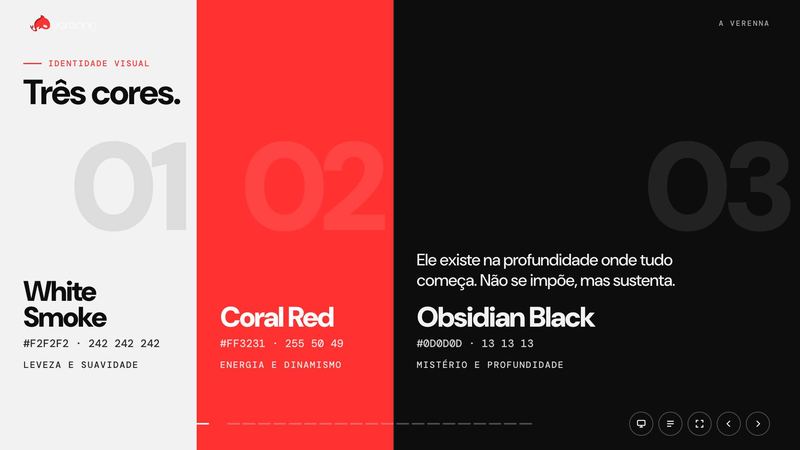 A VERENNA
IDENTIDADE VISUAL
Três cores.
01
White
Smoke
#F2F2F2 · 242 242 242
LEVEZA E SUAVIDADE
02
Coral Red
#FF3231 · 255 50 49
ENERGIA E DINAMISMO
03
Ele existe na profundidade onde tudo
começa. Não se impõe, mas sustenta.
Obsidian Black
#0D0D0D · 13 13 13
MISTÉRIO E PROFUNDIDADE